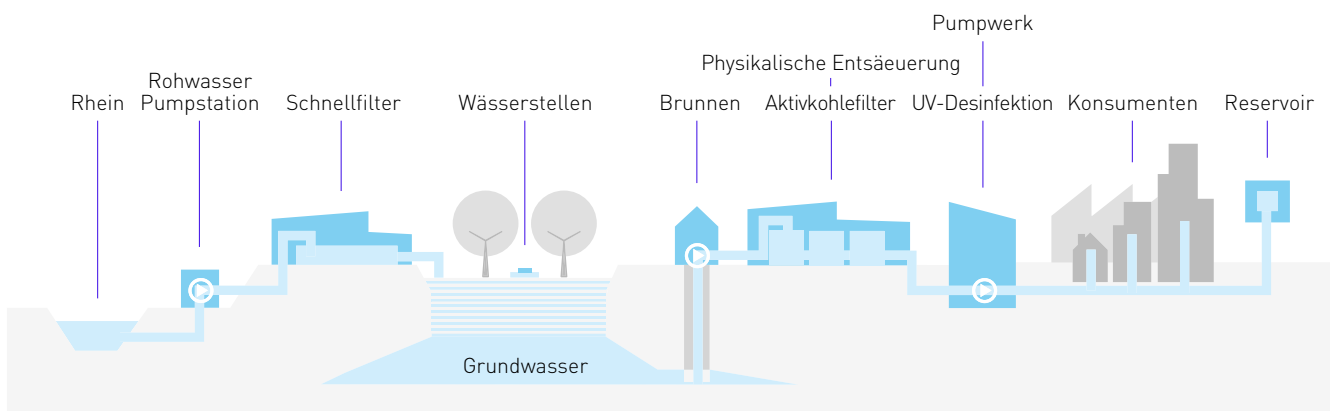 Rhein
Rohwasser
Pumpstation
Schnellfilter
Wässerstellen
Brunnen
Physikalische Entsäeuerung
Aktivkohlefilter
Pumpwerk
UV-Desinfektion
Konsumenten
Reservoir
Grundwasser